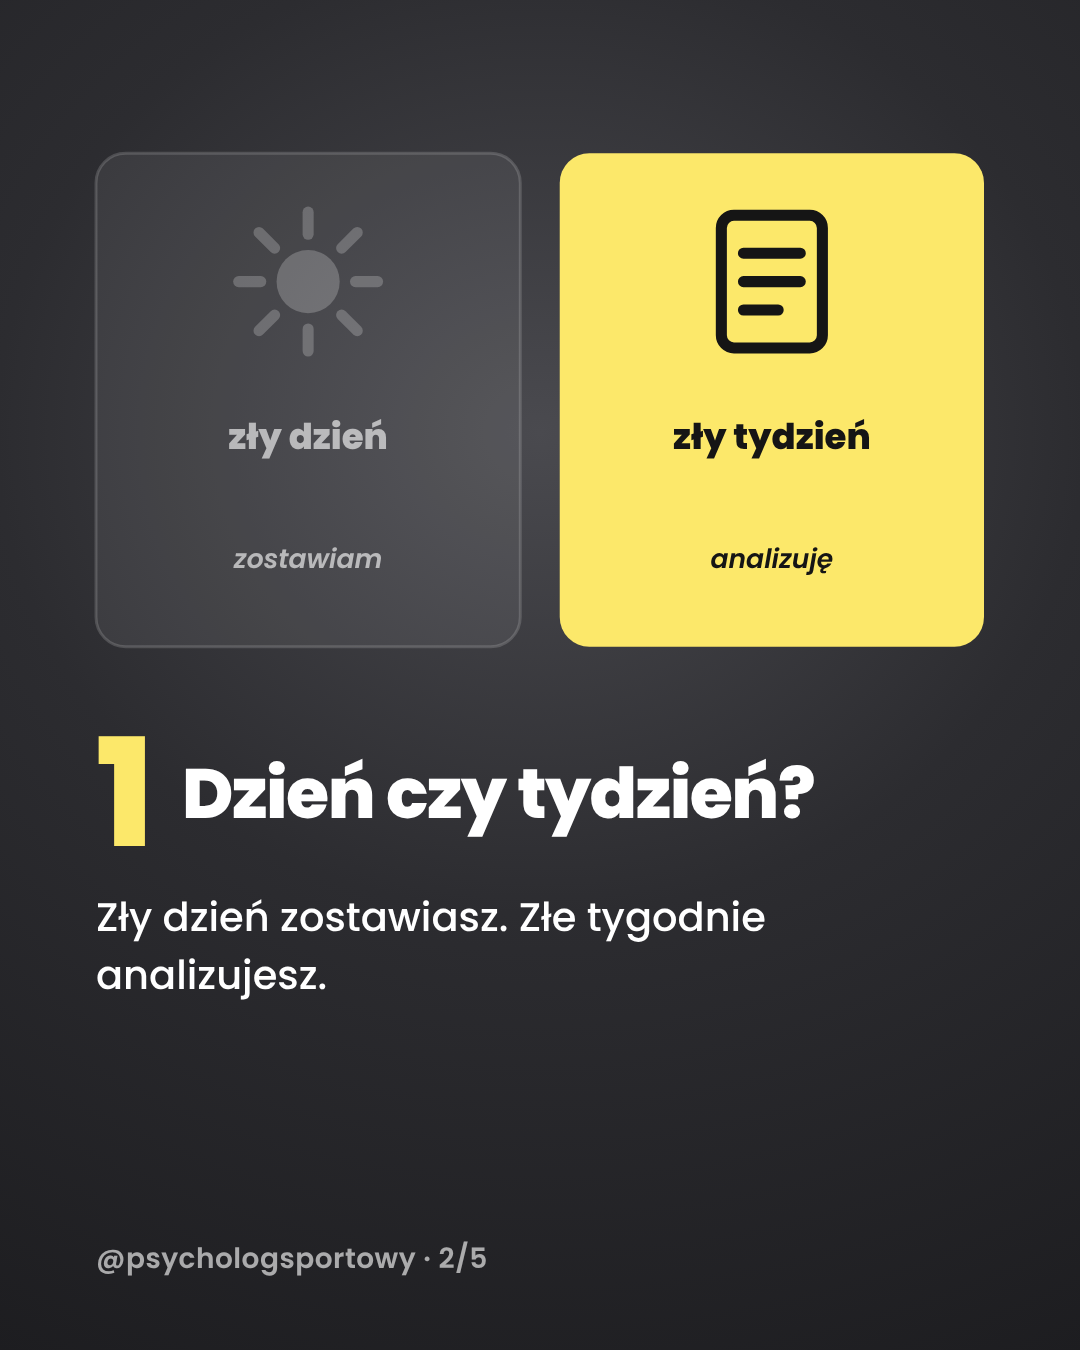 zły dzień
zostawiam
zły tydzień
analizuję
1 Dzień czy tydzień?
Zły dzień zostawiasz. Złe tygodnie
analizujesz.
@psychologsportowy · 2/5